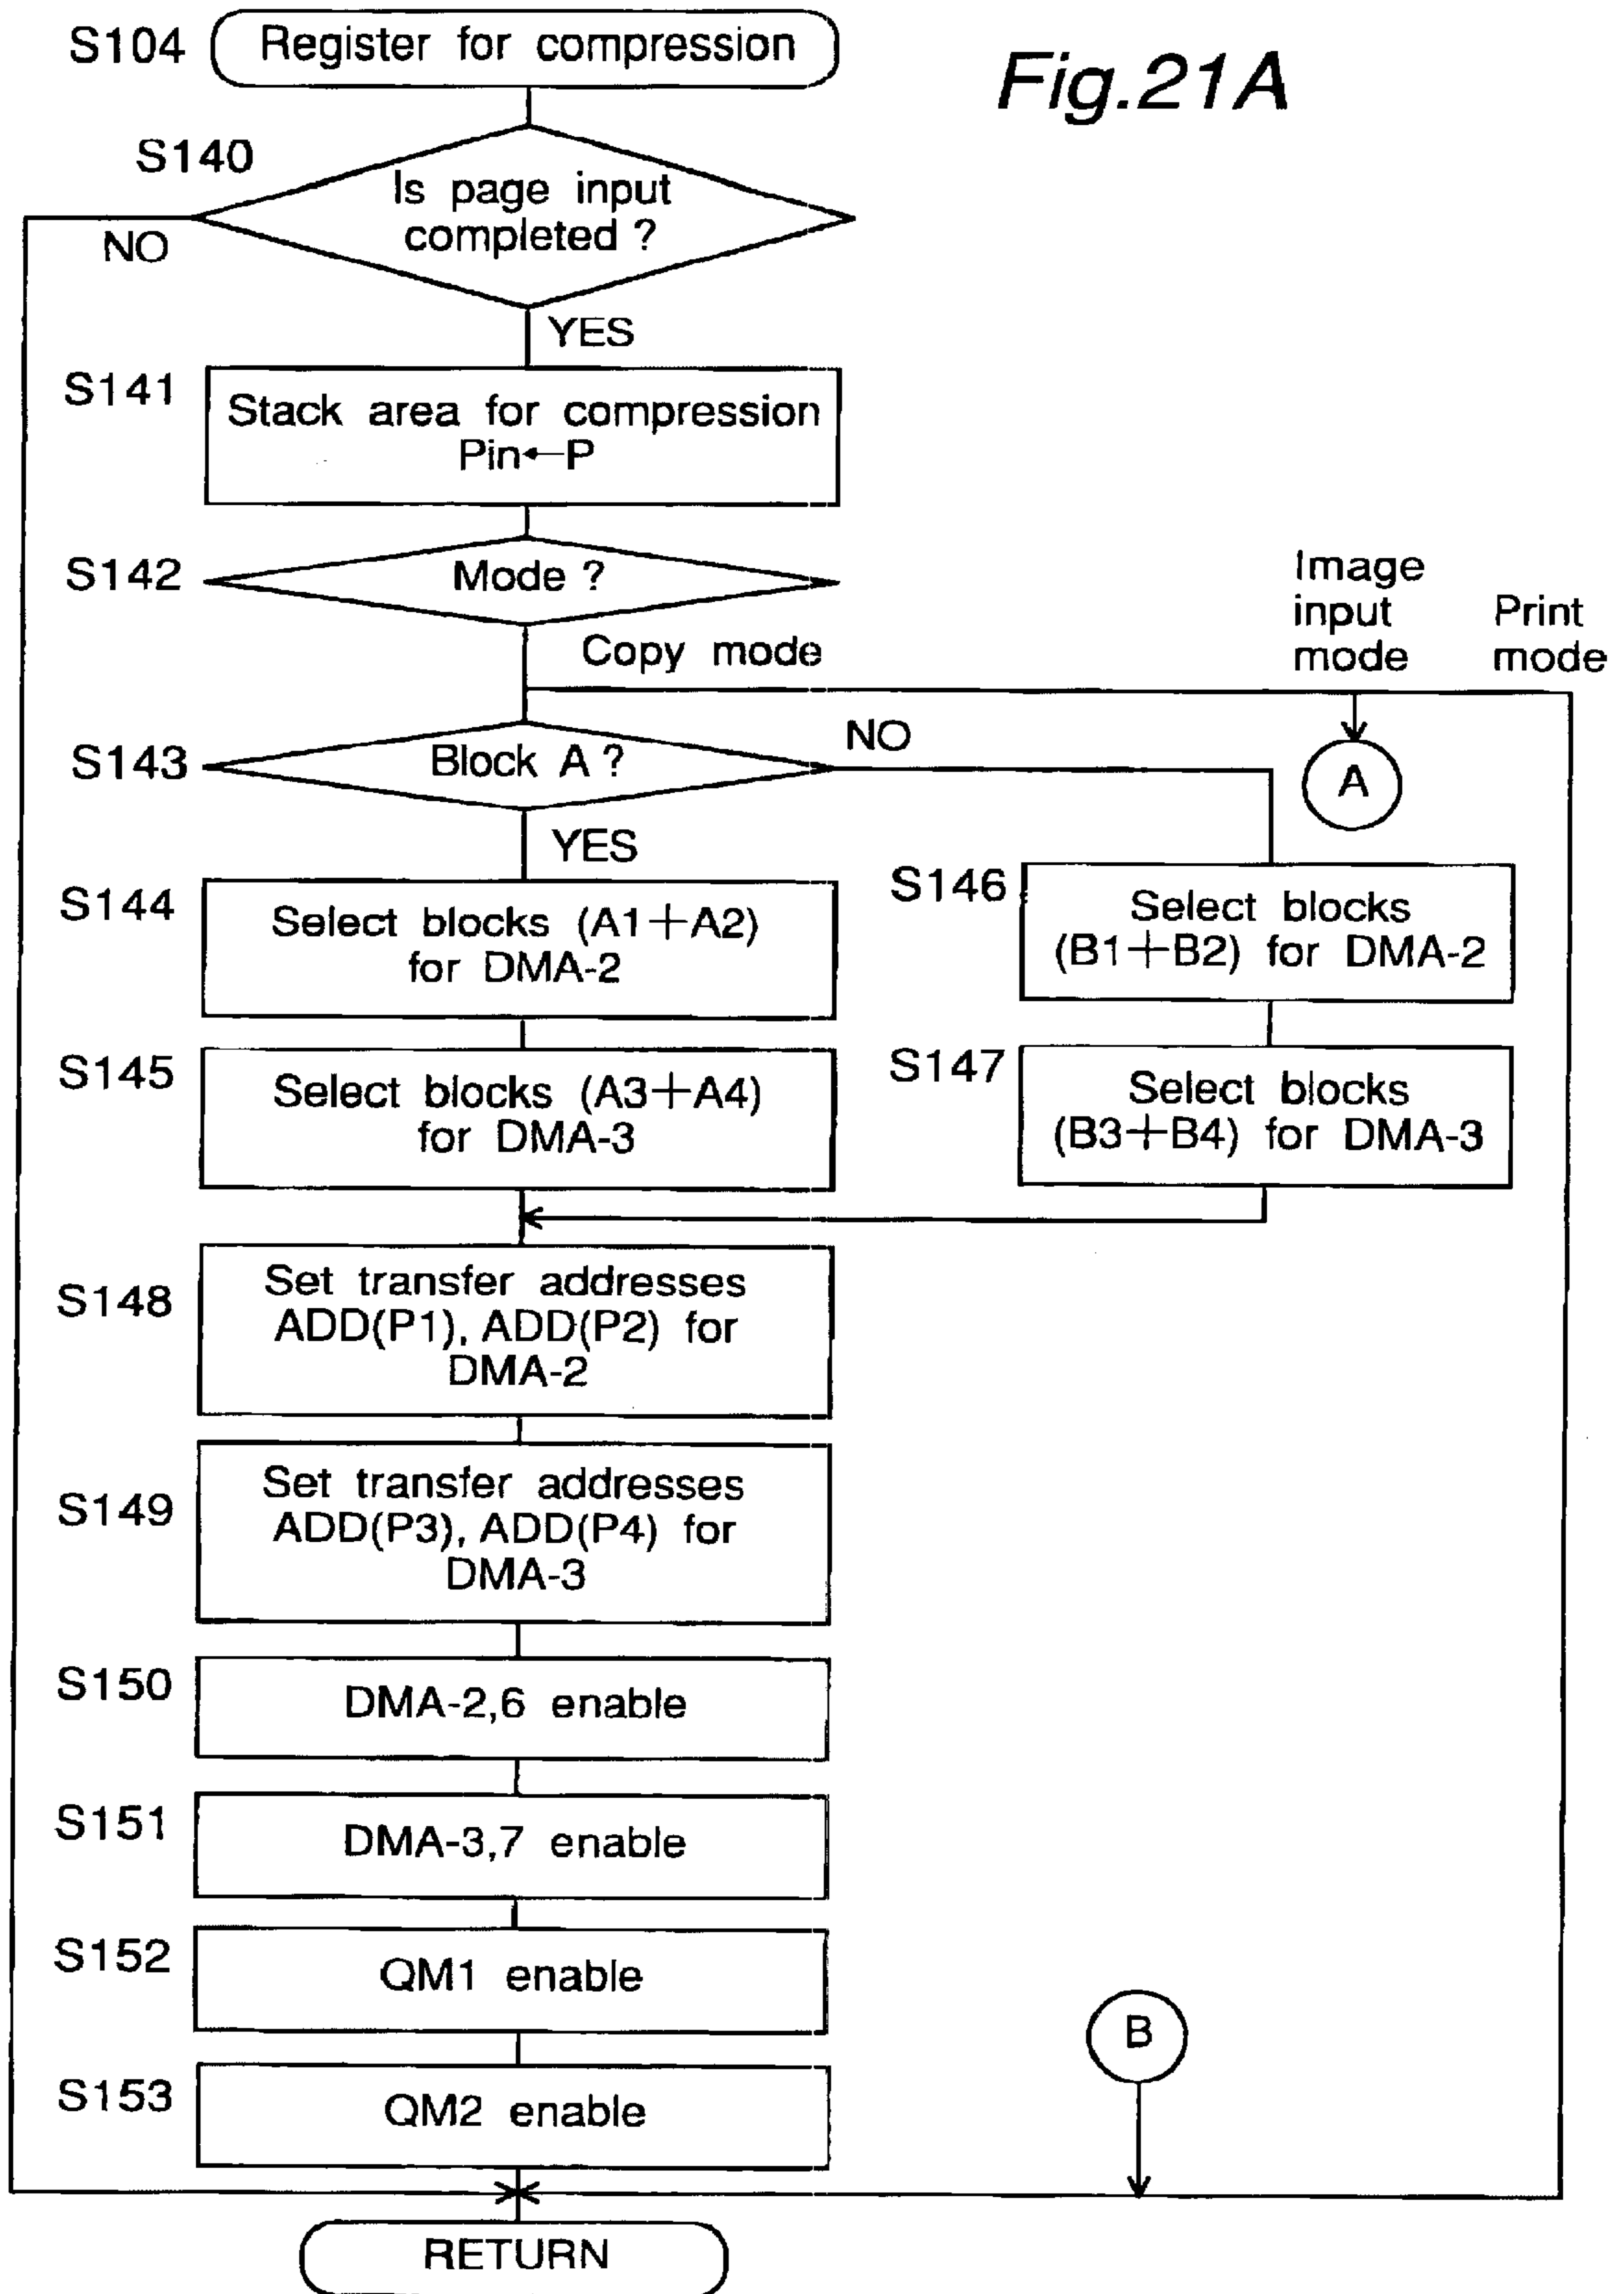 Fig.21A
S104
Register for compression
S140
Is page input
completed ?
NO
YES
S141
Stack area for compression
Pin←P
S142
Mode ?
Copy mode
Image
input
mode
Print
mode
S143
Block A ?
NO
A
YES
S144
Select blocks (A1+A2)
for DMA-2
S146
Select blocks
(B1+B2) for DMA-2
S145
Select blocks (A3+A4)
for DMA-3
S147
Select blocks
(B3+B4) for DMA-3
S148
Set transfer addresses
ADD(P1), ADD(P2) for
DMA-2
S149
Set transfer addresses
ADD(P3), ADD(P4) for
DMA-3
S150
DMA-2,6 enable
S151
DMA-3,7 enable
S152
QM1 enable
B
S153
QM2 enable
RETURN